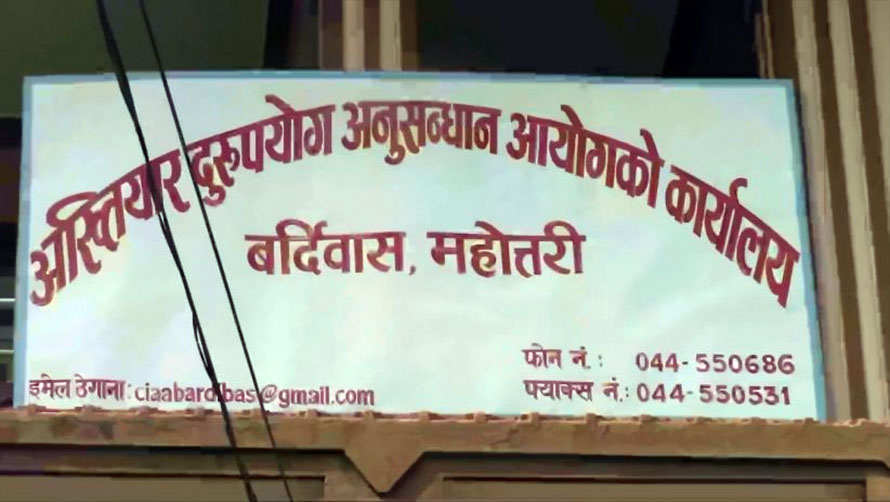 अख्तियार दुरुपयोग अनुसन्धान आयोगको कार्यालय
बर्दिवास, महोत्तरी
फोन नं.: 044-550686
इमेल ठेगाना: ciaabardibas@gmail.com
फ्याक्स नं.: 044-550531